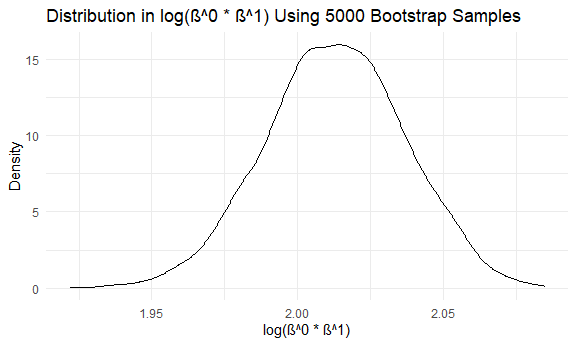 Distribution in log(ß^0 * ß^1) Using 5000 Bootstrap Samples
15
10
5
0
Density
1.95
2.00
2.05
log(ß^0 * ß^1)